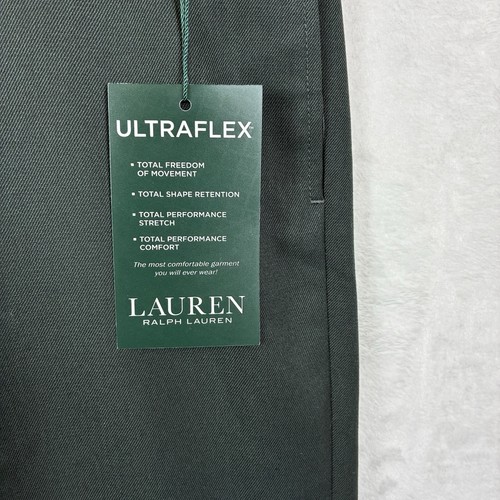 ULTRAFLEX
▪ TOTAL FREEDOM
OF MOVEMENT
▪ TOTAL SHAPE RETENTION
▪ TOTAL PERFORMANCE
STRETCH
▪ TOTAL PERFORMANCE
COMFORT
The most comfortable garment
you will ever wear!
LAUREN
RALPH LAUREN